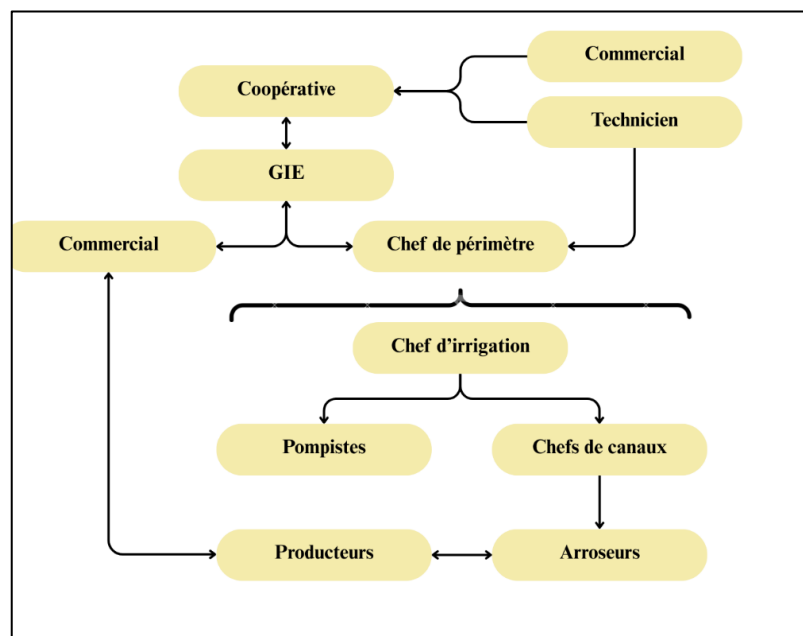 Commercial
Coopérative
Technicien
GIE
Commercial
Chef de périmètre
Chef d'irrigation
Pompistes
Chefs de canaux
Producteurs
Arroseurs